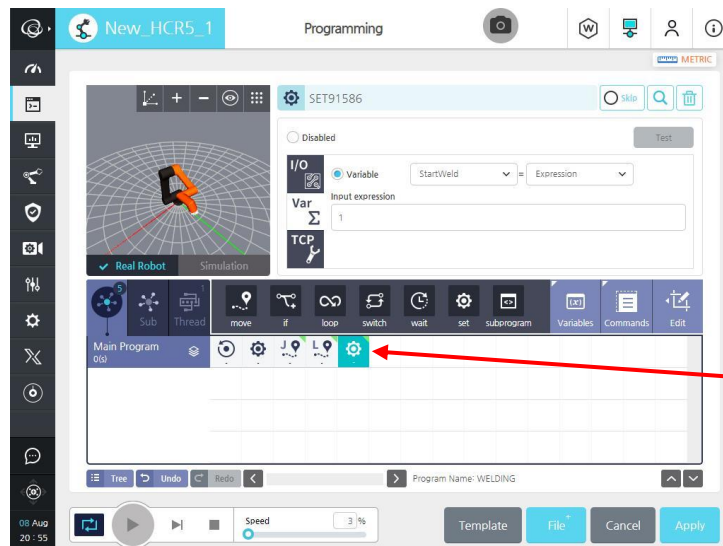 New_HCR5_1
Programming
METRIC
SET91586
Skip
Disabled
Test
I/O
Variable
StartWeld
=
Expression
Var
Σ
Input expression
1
TCP
Real Robot
Simulation
5
Sub
1
Thread
move
if
loop
switch
wait
set
subprogram
(x)
Variables
Commands
Edit
Main Program
0(s)
J
L
Tree
Undo
Redo
Program Name: WELDING
08 Aug
20 : 55
Speed
3 %
Template
File
Cancel
Apply